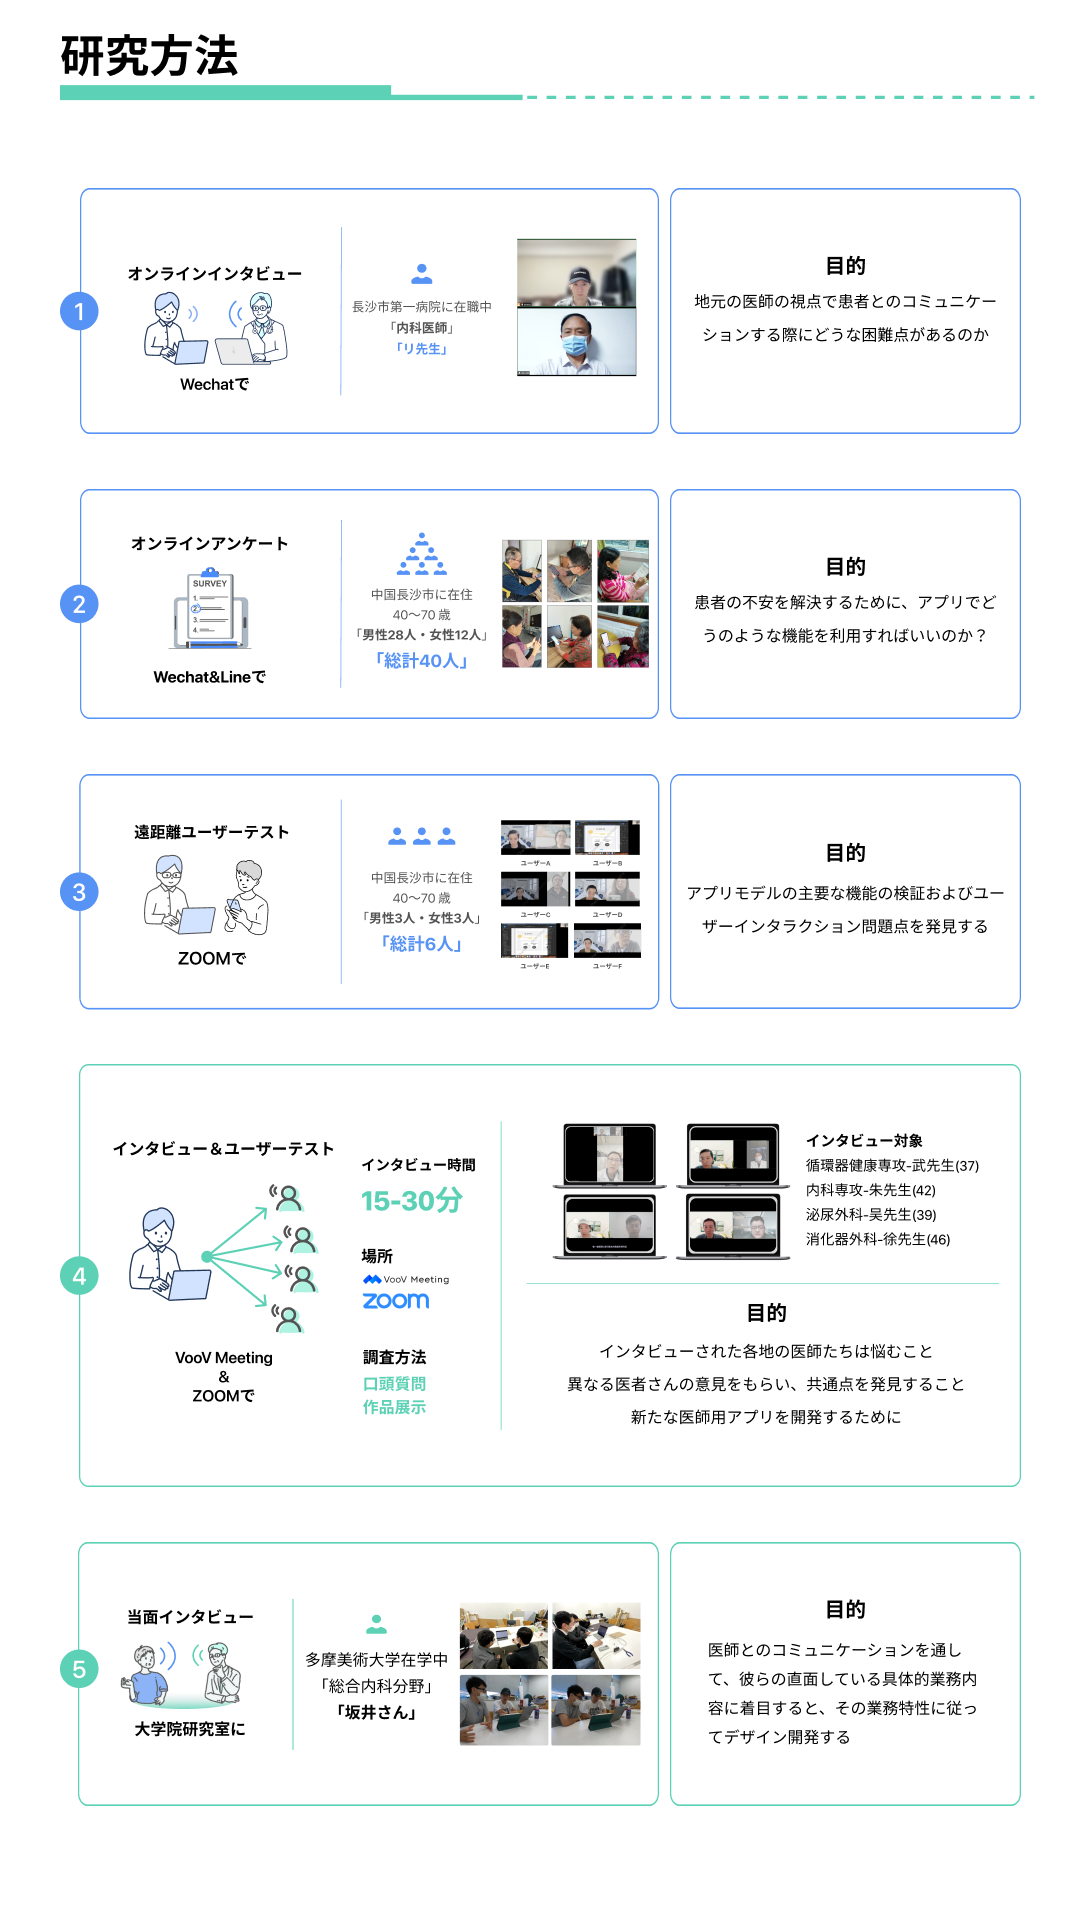 研究方法
1
オンラインインタビュー
Wechatで
長沙市第一病院に在職中
「内科医師」
「リ先生」
目的
地元の医師の視点で患者とのコミュニケー
ションする際にどうな困難点があるのか
2
オンラインアンケート
SURVEY
1.
2.
3.
4.
Wechat&Lineで
中国長沙市に在住
40〜70 歳
「男性28人・女性12人」
「総計40人」
目的
患者の不安を解決するために、アプリでど
うのような機能を利用すればいいのか？
3
遠距離ユーザーテスト
ZOOMで
中国長沙市に在住
40〜70 歳
「男性3人・女性3人」
「総計6人」
ユーザーA
ユーザーB
ユーザーC
ユーザーD
ユーザーE
ユーザーF
目的
アプリモデルの主要な機能の検証およびユー
ザーインタラクション問題点を発見する
4
インタビュー＆ユーザーテスト
VooV Meeting
&
ZOOMで
インタビュー時間
15-30分
場所
VooV Meeting
zoom
調査方法
口頭質問
作品展示
インタビュー対象
循環器健康専攻-武先生(37)
内科専攻-朱先生(42)
泌尿外科-吴先生(39)
消化器外科-徐先生(46)
目的
インタビューされた各地の医師たちは悩むこと
異なる医者さんの意見をもらい、共通点を発見すること
新たな医師用アプリを開発するために
5
当面インタビュー
大学院研究室に
多摩美術大学在学中
「総合内科分野」
「坂井さん」
目的
医師とのコミュニケーションを通し
て、彼らの直面している具体的業務内
容に着目すると、その業務特性に従っ
てデザイン開発する